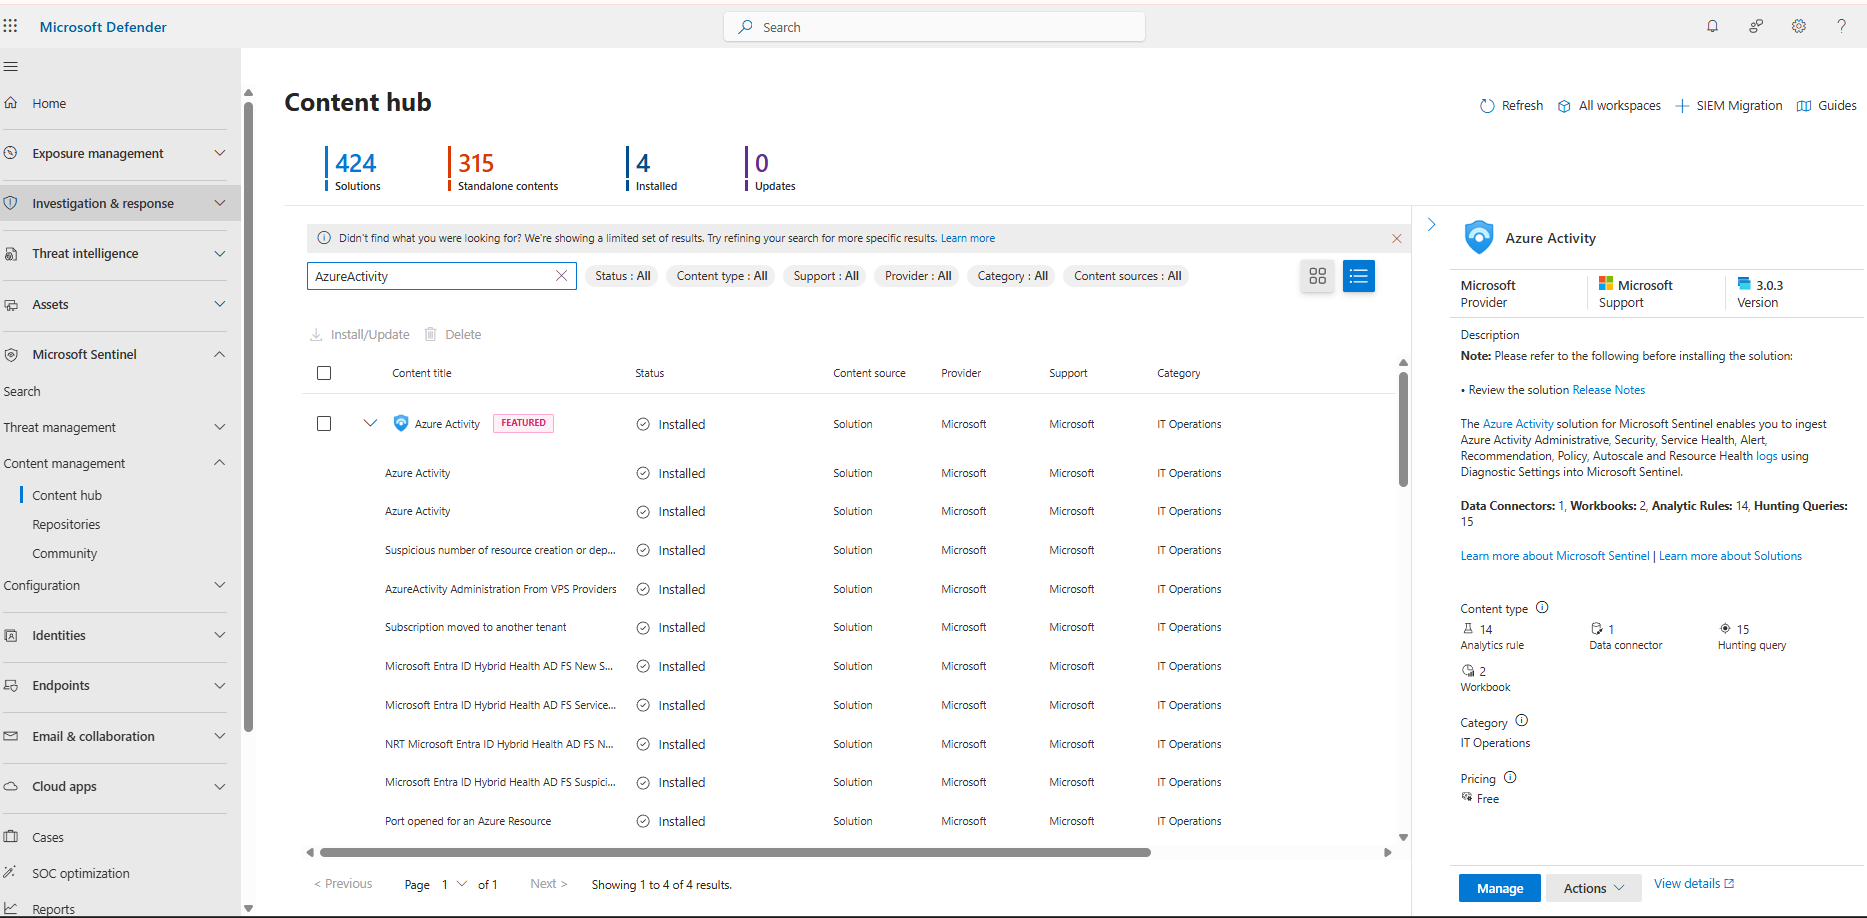 Microsoft Defender
Search
Home
Exposure management
Investigation & response
Threat intelligence
Assets
Microsoft Sentinel
Search
Threat management
Content management
Content hub
Repositories
Community
Configuration
Identities
Endpoints
Email & collaboration
Cloud apps
Cases
SOC optimization
Reports
Content hub
Refresh
All workspaces
SIEM Migration
Guides
424
Solutions
315
Standalone contents
4
Installed
0
Updates
Didn't find what you were looking for? We're showing a limited set of results. Try refining your search for more specific results. Learn more
AzureActivity
Status : All
Content type : All
Support : All
Provider : All
Category : All
Content sources : All
Install/Update
Delete
Content title Status Content source Provider Support Category
Azure Activity FEATURED Installed Solution Microsoft Microsoft IT Operations
Azure Activity Installed Solution Microsoft Microsoft IT Operations
Azure Activity Installed Solution Microsoft Microsoft IT Operations
Suspicious number of resource creation or dep... Installed Solution Microsoft Microsoft IT Operations
AzureActivity Administration From VPS Providers Installed Solution Microsoft Microsoft IT Operations
Subscription moved to another tenant Installed Solution Microsoft Microsoft IT Operations
Microsoft Entra ID Hybrid Health AD FS New S... Installed Solution Microsoft Microsoft IT Operations
Microsoft Entra ID Hybrid Health AD FS Service... Installed Solution Microsoft Microsoft IT Operations
NRT Microsoft Entra ID Hybrid Health AD FS N... Installed Solution Microsoft Microsoft IT Operations
Microsoft Entra ID Hybrid Health AD FS Suspici... Installed Solution Microsoft Microsoft IT Operations
Port opened for an Azure Resource Installed Solution Microsoft Microsoft IT Operations
< Previous Page 1 of 1 Next > Showing 1 to 4 of 4 results.
Azure Activity
Microsoft
Provider
Microsoft
Support
3.0.3
Version
Description
Note: Please refer to the following before installing the solution:
• Review the solution Release Notes
The Azure Activity solution for Microsoft Sentinel enables you to ingest
Azure Activity Administrative, Security, Service Health, Alert,
Recommendation, Policy, Autoscale and Resource Health logs using
Diagnostic Settings into Microsoft Sentinel.
Data Connectors: 1, Workbooks: 2, Analytic Rules: 14, Hunting Queries:
15
Learn more about Microsoft Sentinel | Learn more about Solutions
Content type
14
Analytics rule
1
Data connector
15
Hunting query
2
Workbook
Category
IT Operations
Pricing
Free
Manage
Actions
View details